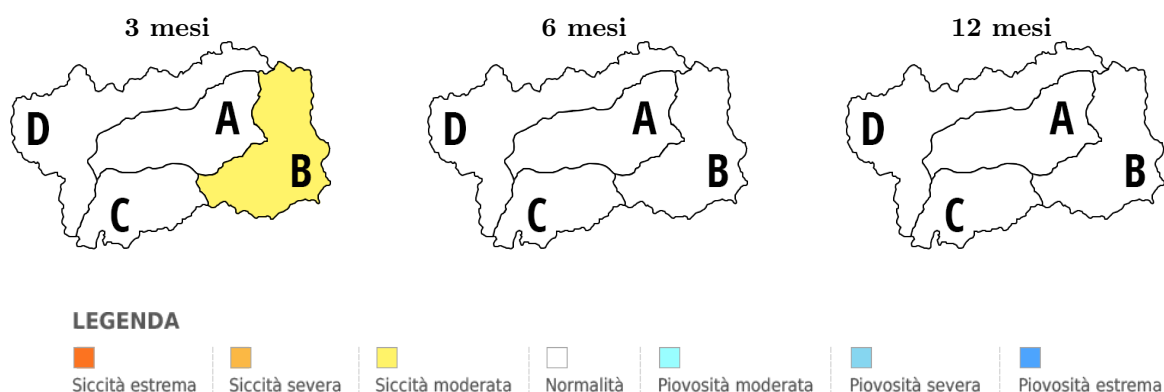 3 mesi 6 mesi 12 mesi
A A A
D D D
B B B
C C C
LEGENDA
Siccità estrema Siccità severa Siccità moderata Normalità Piovosità moderata Piovosità severa Piovosità estrema